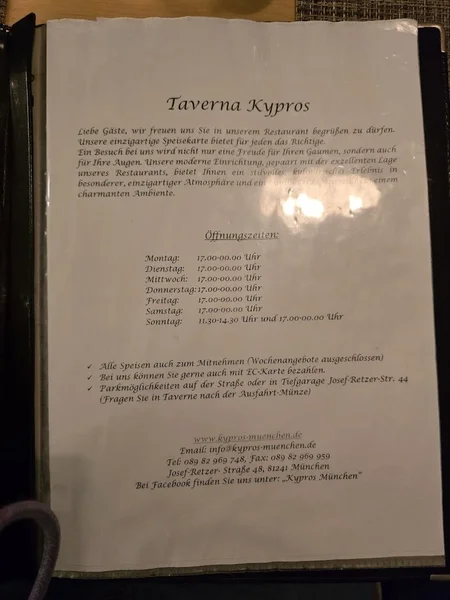 Taverna Kypros
Liebe Gäste, wir freuen uns Sie in unserem Restaurant begrüßen zu dürfen.
Unsere einzigartige Speisekarte bietet für jeden das Richtige.
Ein Besuch bei uns wird nicht nur eine Freude für Ihren Gaumen, sondern auch
für Ihre Augen. Unsere moderne Einrichtung, gepaart mit der exzellenten Lage
unseres Restaurants, bietet Ihnen ein stilvolles Erlebnis in
besonderer, einzigartiger Atmosphäre und einem
charmanten Ambiente.
Öffnungszeiten:
Montag: 17.00-00.00 Uhr
Dienstag: 17.00-00.00 Uhr
Mittwoch: 17.00-00.00 Uhr
Donnerstag: 17.00-00.00 Uhr
Freitag: 17.00-00.00 Uhr
Samstag: 17.00-00.00 Uhr
Sonntag: 11.30-14.30 Uhr und 17.00-00.00 Uhr
✓ Alle Speisen auch zum Mitnehmen (Wochenangebote ausgeschlossen)
✓ Bei uns können Sie gerne auch mit EC-Karte bezahlen.
✓ Parkmöglichkeiten auf der Straße oder in Tiefgarage Josef-Retzer-Str. 44
(Fragen Sie in Taverne nach der Ausfahrt-Münze)
www.kypros-muenchen.de
Email: info@kypros-muenchen.de
Tel: 089 82 969 748, Fax: 089 82 969 959
Josef-Retzer- Straße 48, 81241 München
Bei Facebook finden Sie uns unter: „Kypros München"